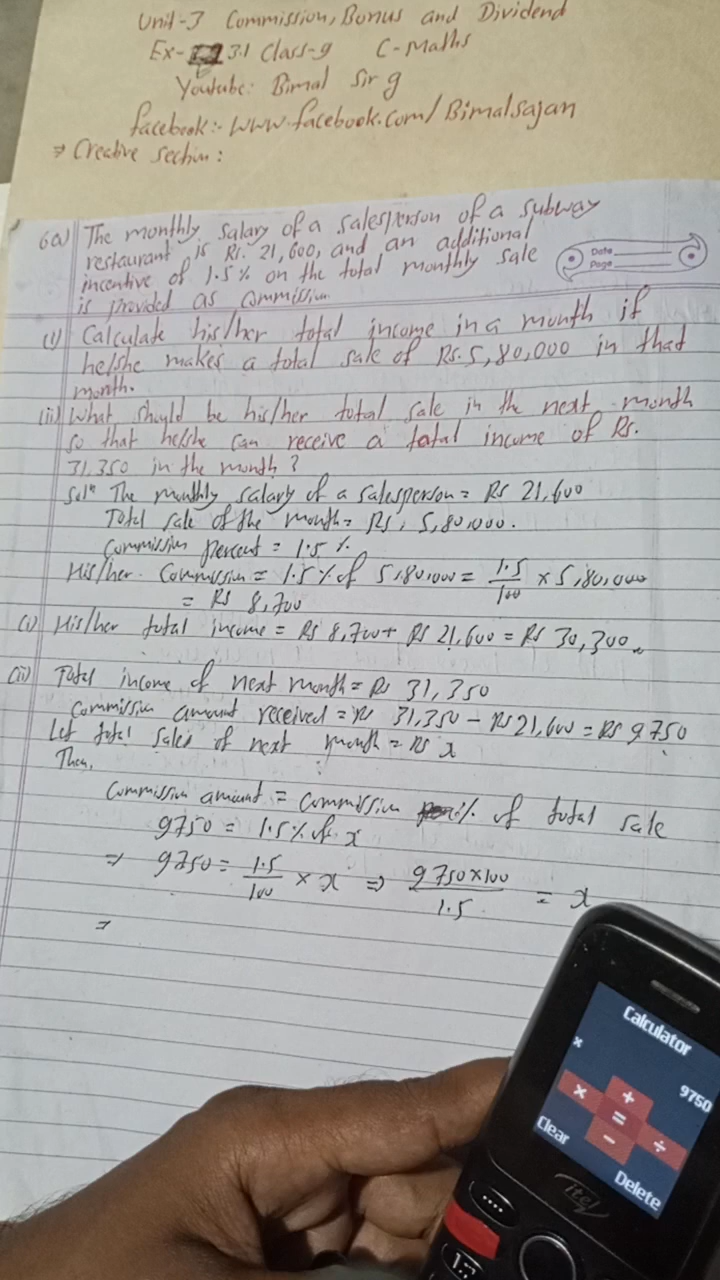 Unit-3 Commission, Bonus and Dividend
Ex- 3.1 Class-9 C-Maths
Youtube: Bimal Sir g
facebook:- www.facebook.com/Bimalsajan
⇒ Creative Section:
6a) The monthly salary of a salesperson of a subway
restaurant is Rs. 21,600, and an additional
incentive of 1.5% on the total monthly sale
is provided as commission
Date
Page
(i) Calculate his/her total income in a month if
he/she makes a total sale of Rs. 5,80,000 in that
month.
(ii) What should be his/her total sale in the next month
so that he/she can receive a total income of Rs.
31,350 in the month?
Solⁿ The monthly salary of a salesperson = Rs 21,600
Total sale of the month = Rs, 5,80,000.
Commission percent = 1.5%
His/her Commission = 1.5% of 5,80,000 = 1.5/100 × 5,80,000
= Rs 8,700
(i) His/her total income = Rs 8,700 + Rs 21,600 = Rs 30,300
(ii) Total income of next month = Rs 31,350
Commission amount received = Rs 31,350 - Rs 21,600 = Rs 9750
Let total sales of next month = Rs x
Then,
Commission amount = commission % of total sale
9750 = 1.5% of x
⇒ 9750 = 1.5/100 × x ⇒ 9750×100/1.5 = x
=
Calculator
×
9750
+
× = ÷
-
Clear
Delete
itel